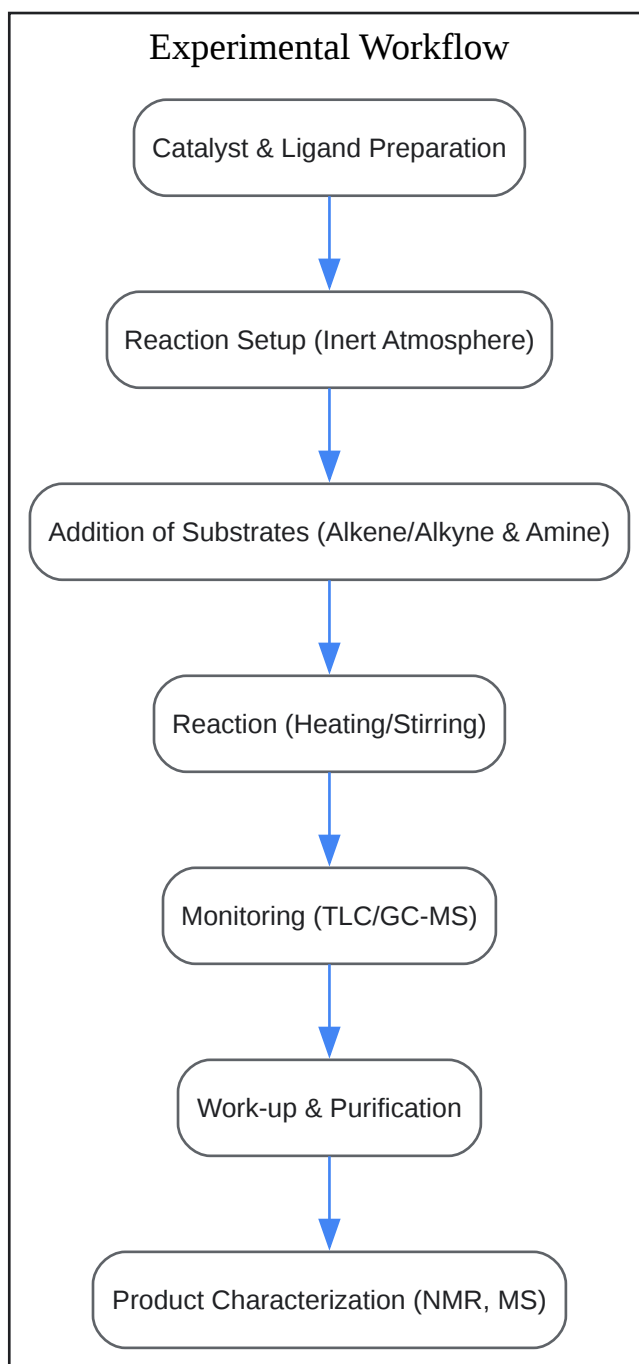 Experimental Workflow
Catalyst & Ligand Preparation
Reaction Setup (Inert Atmosphere)
Addition of Substrates (Alkene/Alkyne & Amine)
Reaction (Heating/Stirring)
Monitoring (TLC/GC-MS)
Work-up & Purification
Product Characterization (NMR, MS)